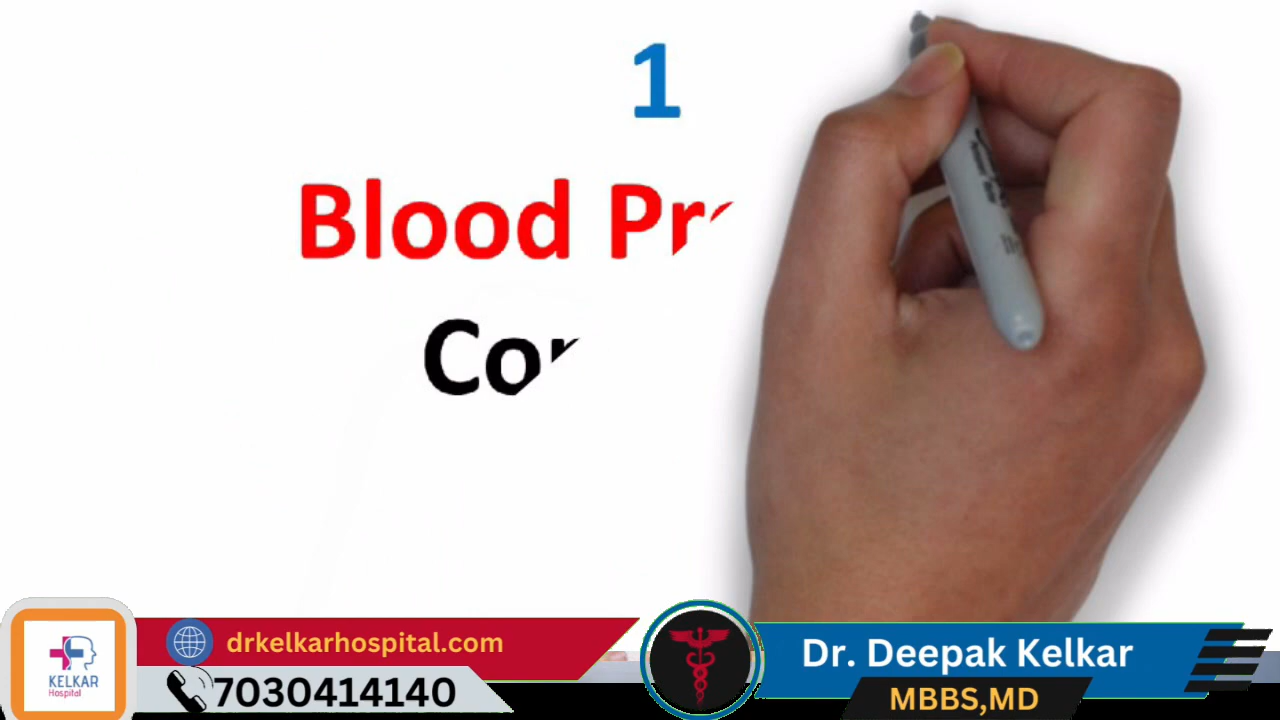 1
Blood Pr
Co
drkelkarhospital.com
7030414140
KELKAR
Hospital
Dr. Deepak Kelkar
MBBS,MD